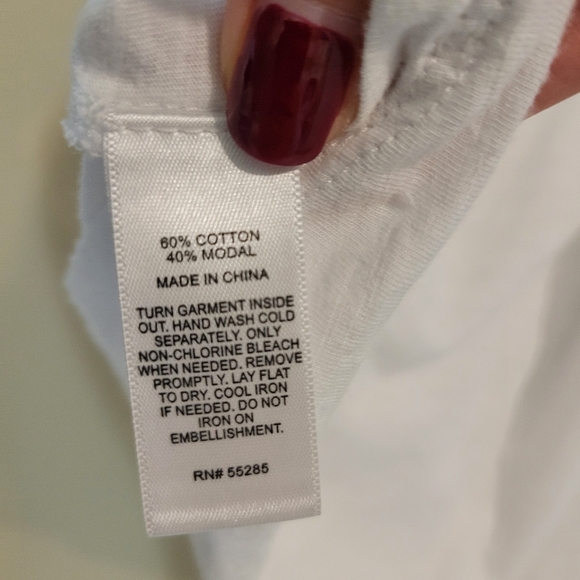 60% COTTON
40% MODAL
MADE IN CHINA
TURN GARMENT INSIDE
OUT. HAND WASH COLD
SEPARATELY. ONLY
NON-CHLORINE BLEACH
WHEN NEEDED. REMOVE
PROMPTLY. LAY FLAT
TO DRY. COOL IRON
IF NEEDED. DO NOT
IRON ON
EMBELLISHMENT.
RN# 55285